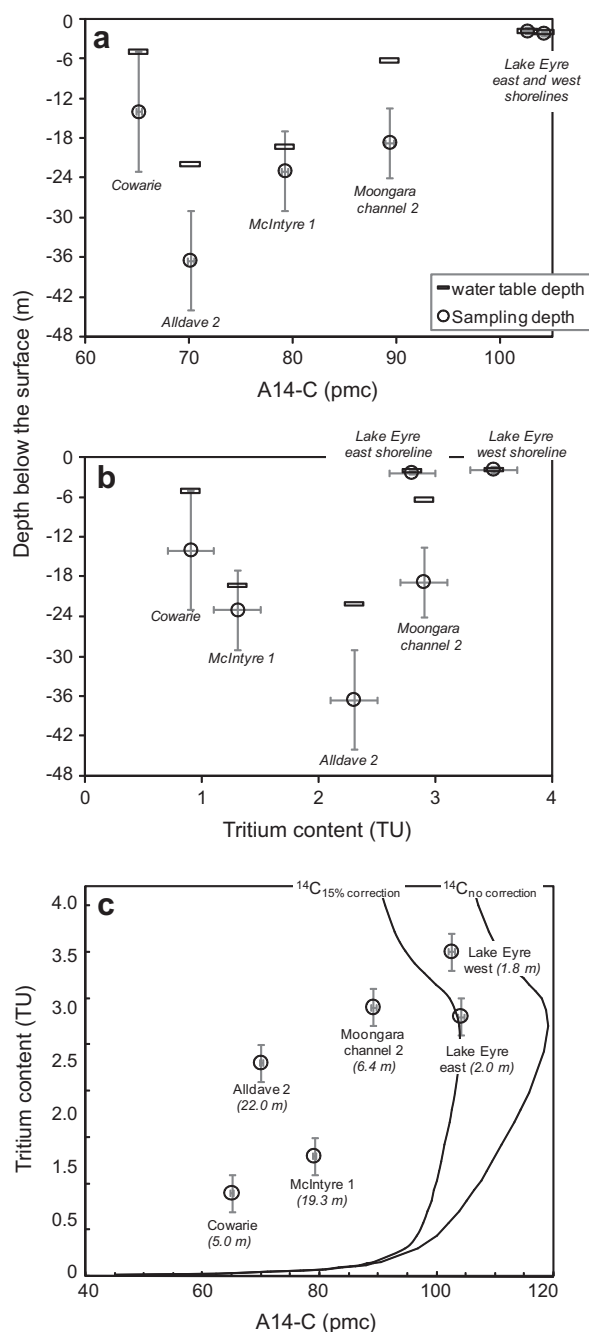 a
0
-6
-12
-18
-24
-30
-36
-42
-48
Lake Eyre
east and west
shorelines
Cowarie
McIntyre 1
Moongara
channel 2
Alldave 2
water table depth
Sampling depth
60
70
80
90
100
A14-C (pmc)
Depth below the surface (m)
b
Lake Eyre
east shoreline
Lake Eyre
west shoreline
0
-6
-12
-18
-24
-30
-36
-42
-48
Cowarie
McIntyre 1
Moongara
channel 2
Alldave 2
0
1
2
3
4
Tritium content (TU)
c
14C15% correction
14Cno correction
4.0
3.5
3.0
2.5
2.0
1.5
0.5
0
Lake Eyre
west (1.8 m)
Moongara
channel 2
(6.4 m)
Lake Eyre
east (2.0 m)
Alldave 2
(22.0 m)
McIntyre 1
(19.3 m)
Cowarie
(5.0 m)
Tritium content (TU)
40
60
80
100
120
A14-C (pmc)